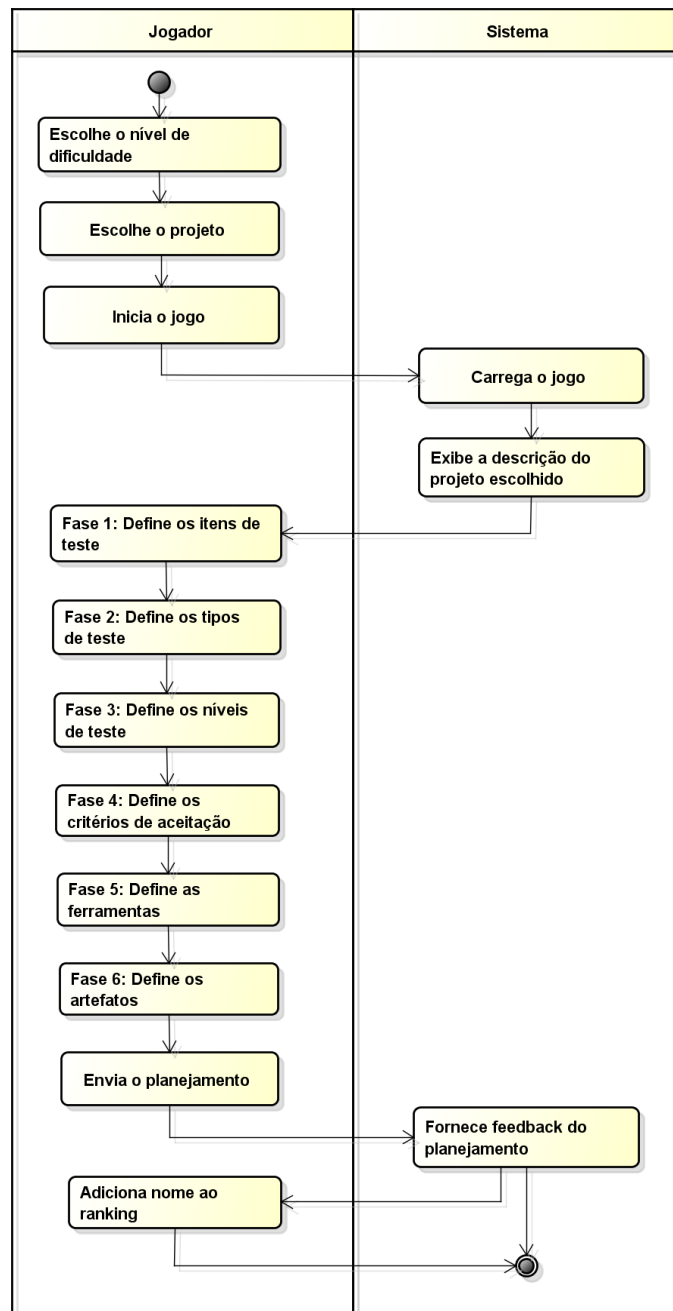 Jogador
Sistema
Escolhe o nível de
dificuldade
Escolhe o projeto
Inicia o jogo
Carrega o jogo
Exibe a descrição do
projeto escolhido
Fase 1: Define os itens de
teste
Fase 2: Define os tipos
de teste
Fase 3: Define os níveis
de teste
Fase 4: Define os
critérios de aceitação
Fase 5: Define as
ferramentas
Fase 6: Define os
artefatos
Envia o planejamento
Fornece feedback do
planejamento
Adiciona nome ao
ranking